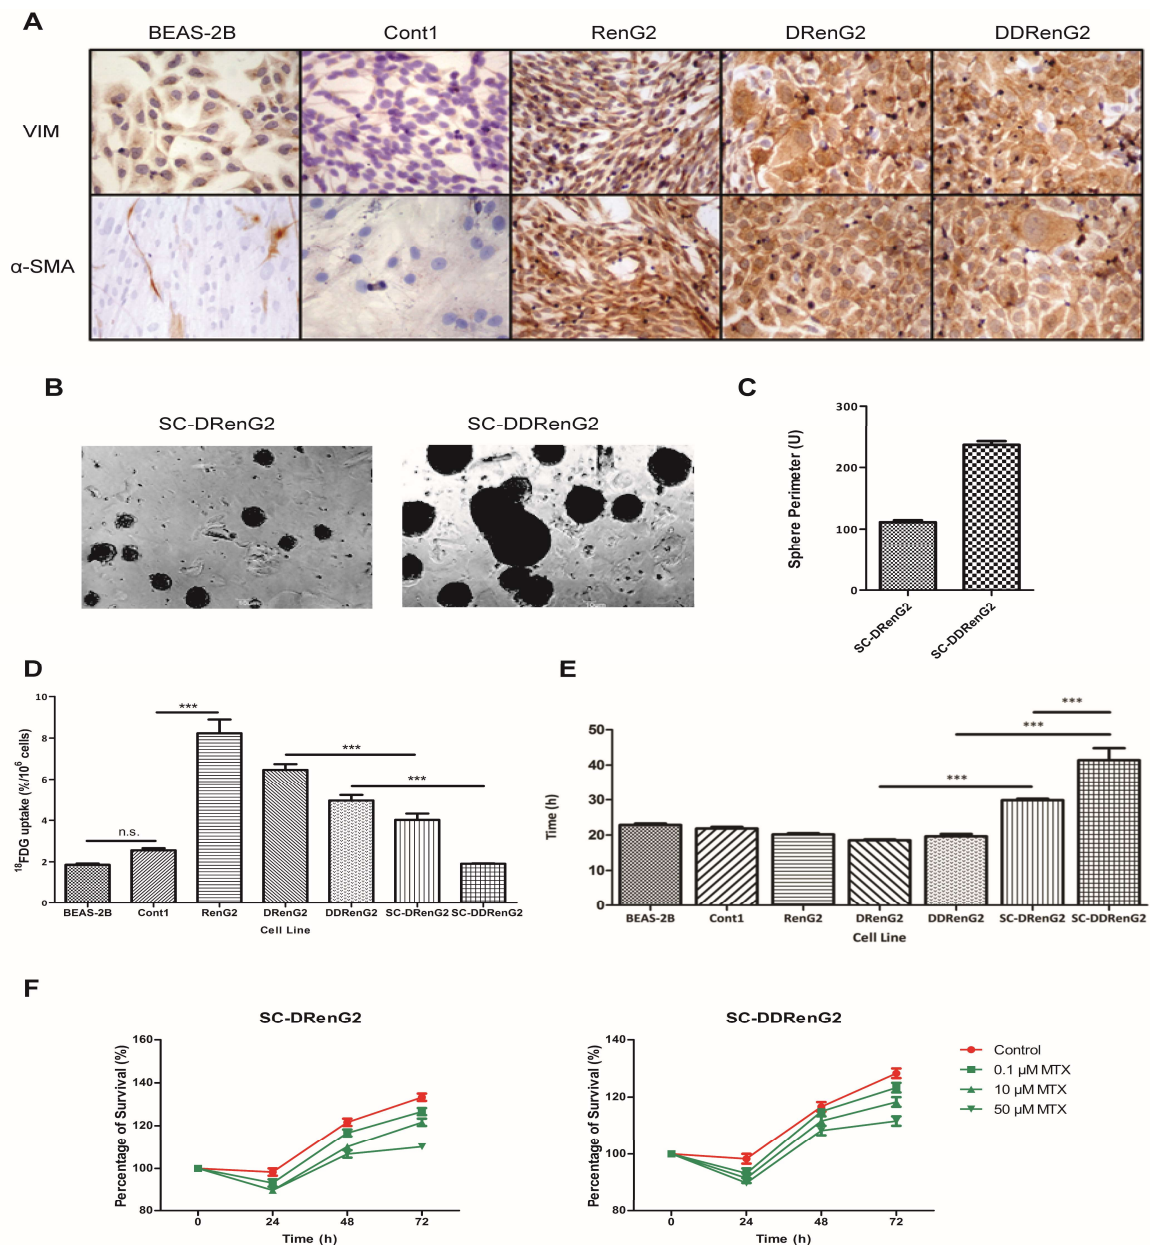 A
BEAS-2B Cont1 RenG2 DRenG2 DDRenG2
VIM
α-SMA
B
SC-DRenG2 SC-DDRenG2
C
Sphere Perimeter (U)
300
200
100
0
SC-DRenG2 SC-DDRenG2
D
¹⁸FDG uptake (%/10⁶ cells)
10
8
6
4
2
0
n.s. *** *** ***
BEAS-2B Cont1 RenG2 DRenG2 DDRenG2 SC-DRenG2 SC-DDRenG2
Cell Line
E
Time (h)
50
40
30
20
10
0
*** *** ***
BEAS-2B Cont1 RenG2 DRenG2 DDRenG2 SC-DRenG2 SC-DDRenG2
Cell Line
F
SC-DRenG2
Percentage of Survival (%)
160
140
120
100
80
0 24 48 72
Time (h)
SC-DDRenG2
Percentage of Survival (%)
140
120
100
80
0 24 48 72
Time (h)
Control
0.1 µM MTX
10 µM MTX
50 µM MTX